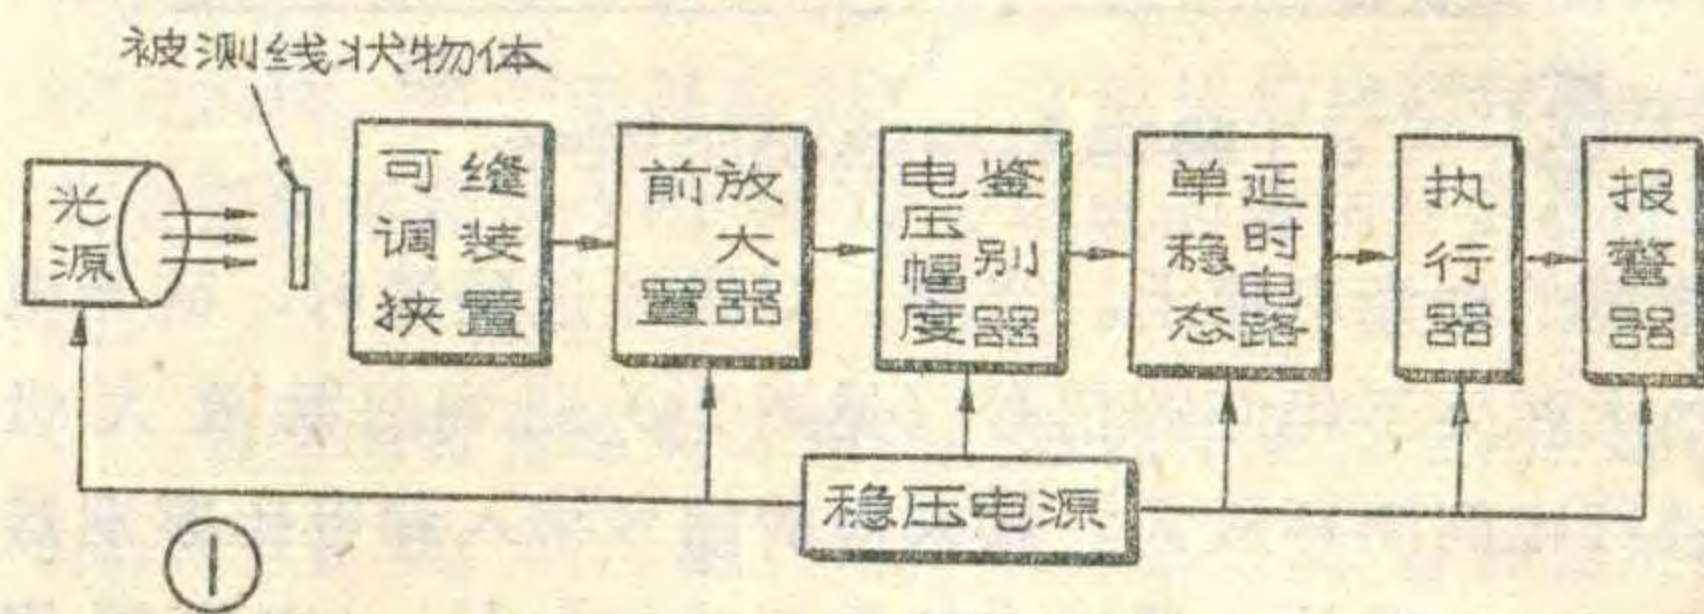 被测线状物体
光源
可调挟
缝装置
前置
放大器
电压幅度
鉴别器
单稳态
延时电路
执行器
报警器
稳压电源
①